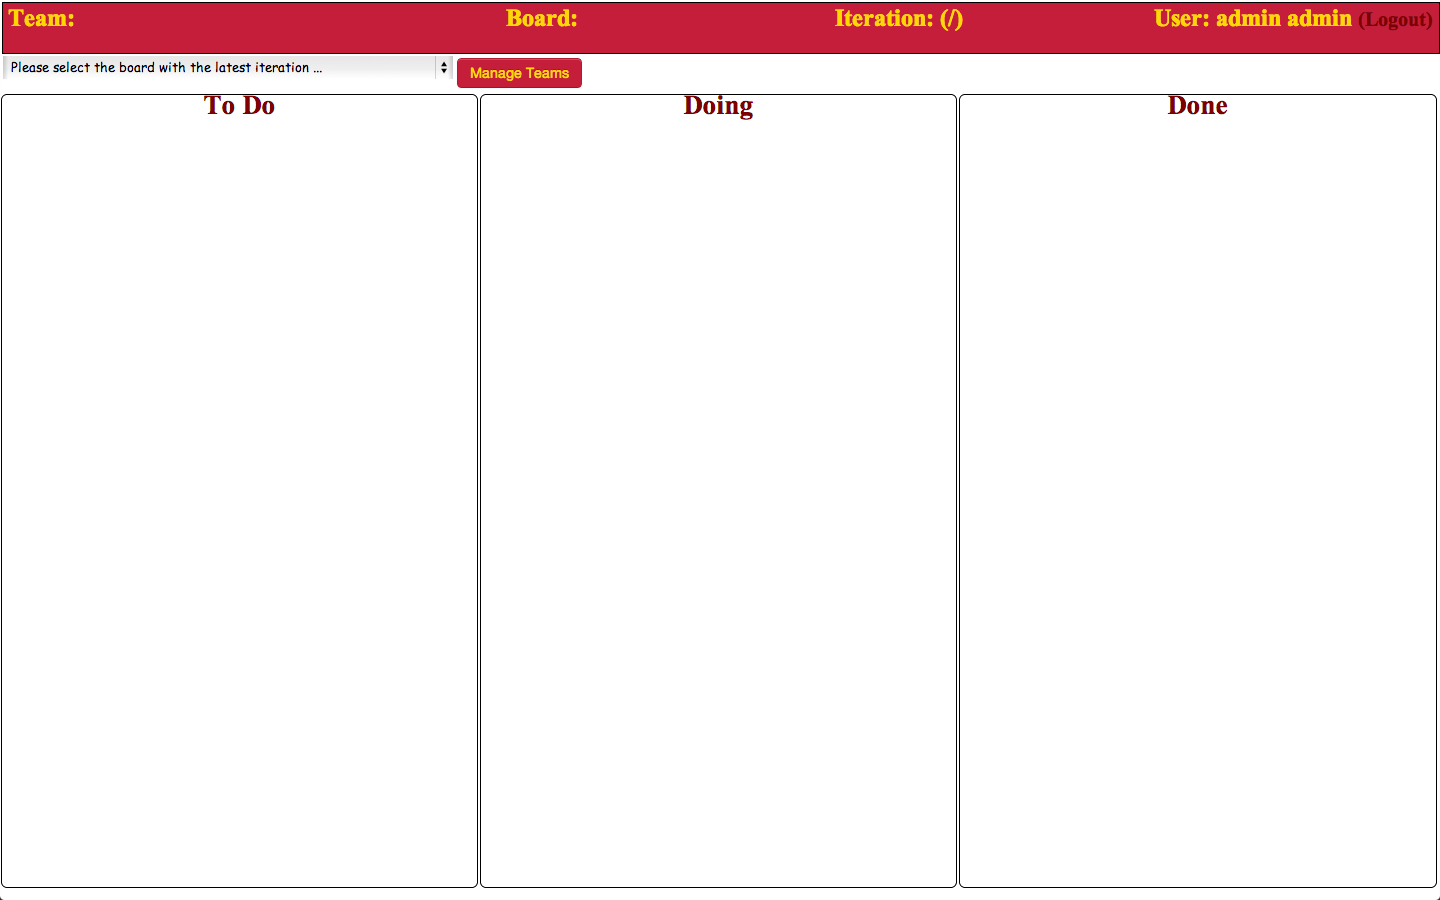 Team: Board: Iteration: (/) User: admin admin (Logout)
Please select the board with the latest iteration ... Manage Teams
To Do Doing Done